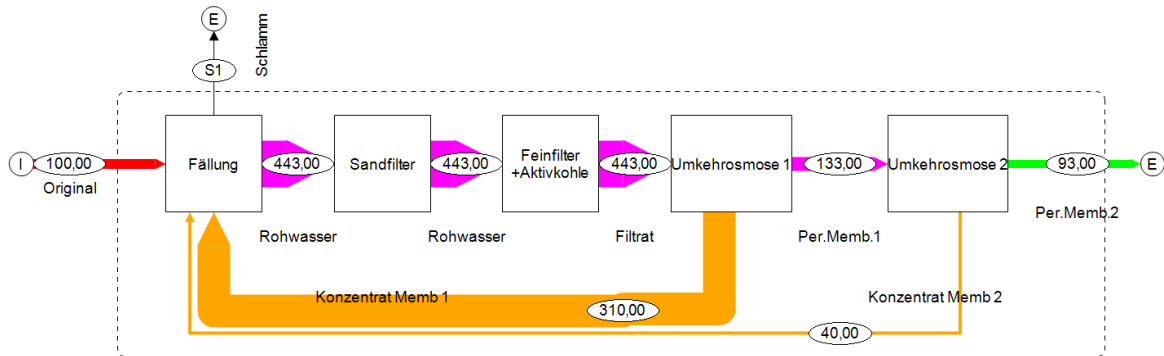 E
Schlamm
S1
I
100,00
Original
Fällung
443,00
Sandfilter
443,00
Feinfilter
+Aktivkohle
443,00
Umkehrosmose 1
133,00
Umkehrosmose 2
93,00
E
Per.Memb.2
Rohwasser
Rohwasser
Filtrat
Per.Memb.1
Konzentrat Memb 1
310,00
Konzentrat Memb 2
40,00